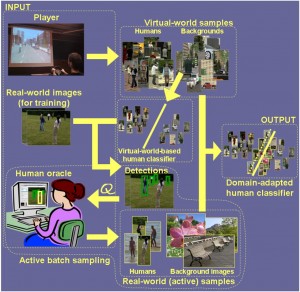 INPUT
Player
Virtual-world samples
Humans
Backgrounds
Real-world images
(for training)
Virtual-world-based
human classifier
OUTPUT
Human oracle
Detections
Domain-adapted
human classifier
Active batch sampling
Humans
Background images
Real-world (active) samples